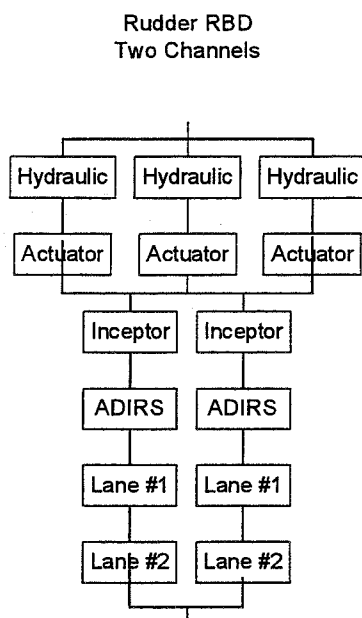 Rudder RBD
Two Channels
Hydraulic Hydraulic Hydraulic
Actuator Actuator Actuator
Inceptor Inceptor
ADIRS ADIRS
Lane #1 Lane #1
Lane #2 Lane #2